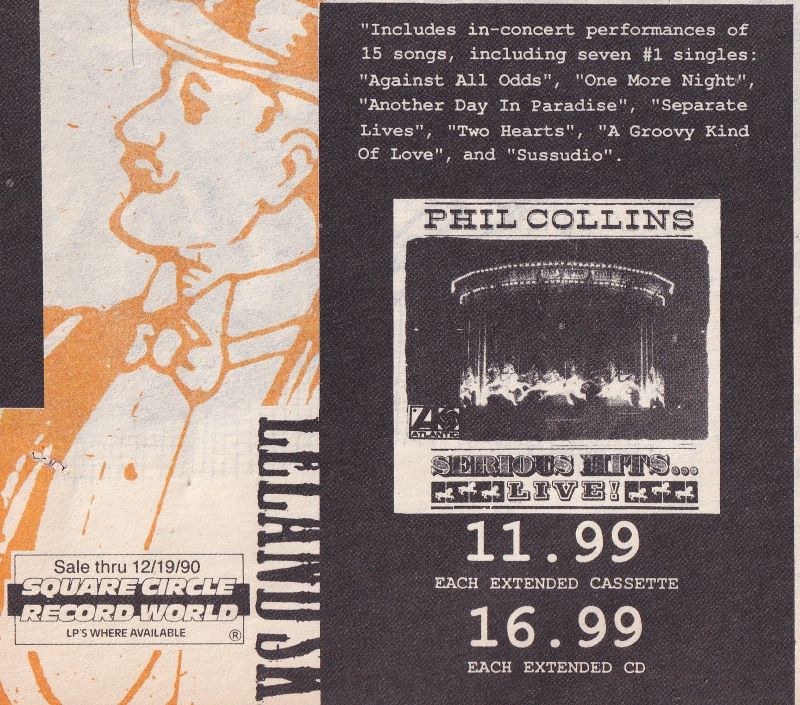 "Includes in-concert performances of
15 songs, including seven #1 singles:
"Against All Odds", "One More Night",
"Another Day In Paradise", "Separate
Lives", "Two Hearts", "A Groovy Kind
Of Love", and "Sussudio".
PHIL COLLINS
ATLANTIC
SERIOUS HITS...
LIVE!
11.99
EACH EXTENDED CASSETTE
16.99
EACH EXTENDED CD
Sale thru 12/19/90
SQUARE CIRCLE
RECORD WORLD
LP'S WHERE AVAILABLE
®